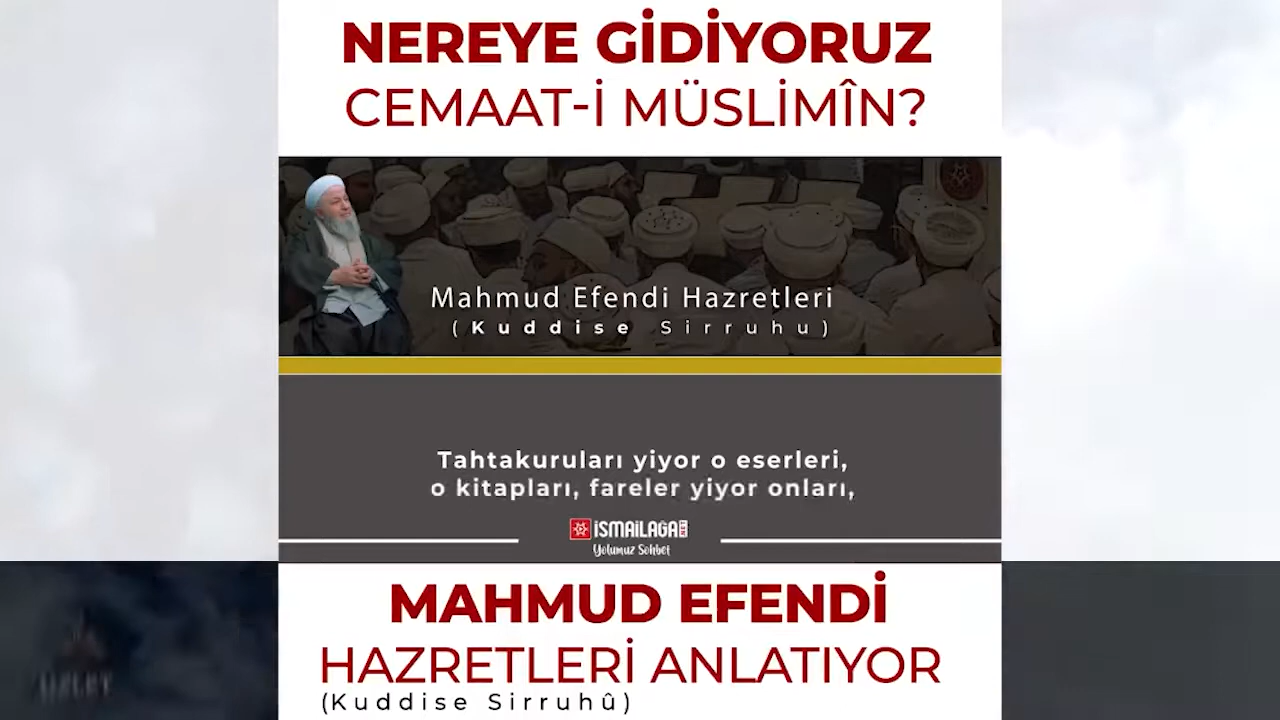 NEREYE GİDİYORUZ
CEMAAT-İ MÜSLİMÎN?
Mahmud Efendi Hazretleri
(Kuddise Sirruhu)
Tahtakuruları yiyor o eserleri,
o kitapları, fareler yiyor onları,
İSMAİLAĞA
Yolumuz Sohbet
MAHMUD EFENDİ
HAZRETLERİ ANLATIYOR
(Kuddise Sirruhû)